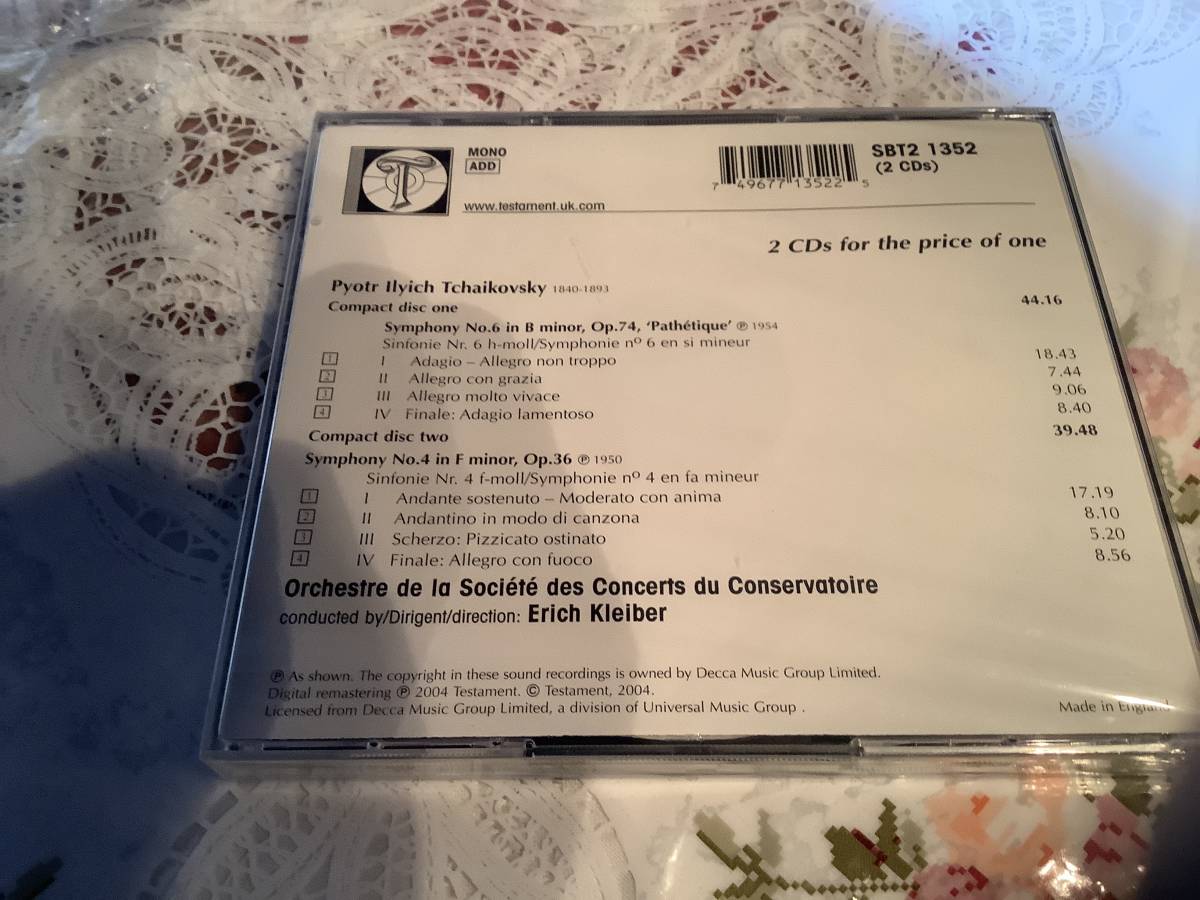 MONO
ADD
SBT2 1352
(2 CDs)
7 49677 13522 5
www.testament.uk.com
2 CDs for the price of one
Pyotr Ilyich Tchaikovsky 1840-1893
Compact disc one 44.16
Symphony No.6 in B minor, Op.74, ‘Pathétique’ ℗ 1954
Sinfonie Nr. 6 h-moll/Symphonie nº 6 en si mineur
1 I Adagio – Allegro non troppo 18.43
2 II Allegro con grazia 7.44
3 III Allegro molto vivace 9.06
4 IV Finale: Adagio lamentoso 8.40
Compact disc two 39.48
Symphony No.4 in F minor, Op.36 ℗ 1950
Sinfonie Nr. 4 f-moll/Symphonie nº 4 en fa mineur
1 I Andante sostenuto – Moderato con anima 17.19
2 II Andantino in modo di canzona 8.10
3 III Scherzo: Pizzicato ostinato 5.20
4 IV Finale: Allegro con fuoco 8.56
Orchestre de la Société des Concerts du Conservatoire
conducted by/Dirigent/direction: Erich Kleiber
℗ As shown. The copyright in these sound recordings is owned by Decca Music Group Limited.
Digital remastering ℗ 2004 Testament. © Testament, 2004.
Licensed from Decca Music Group Limited, a division of Universal Music Group .
Made in England